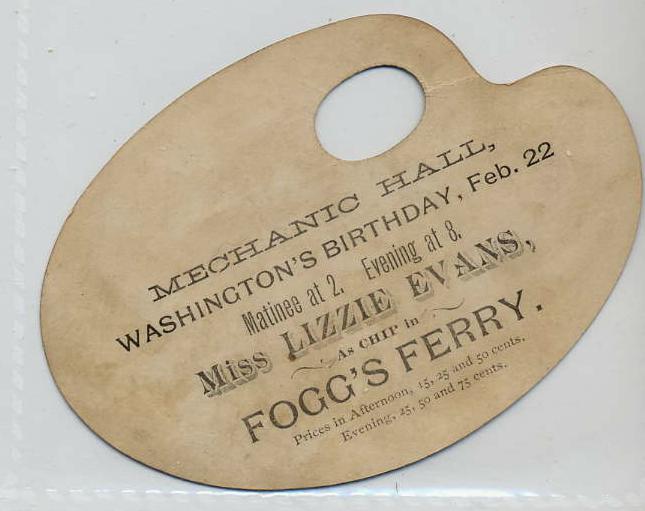 MECHANIC HALL,
WASHINGTON'S BIRTHDAY, Feb. 22
Matinee at 2. Evening at 8.
Miss LIZZIE EVANS,
As CHIP in
FOGG'S FERRY.
Prices in Afternoon, 15, 25 and 50 cents.
Evening, 25, 50 and 75 cents.